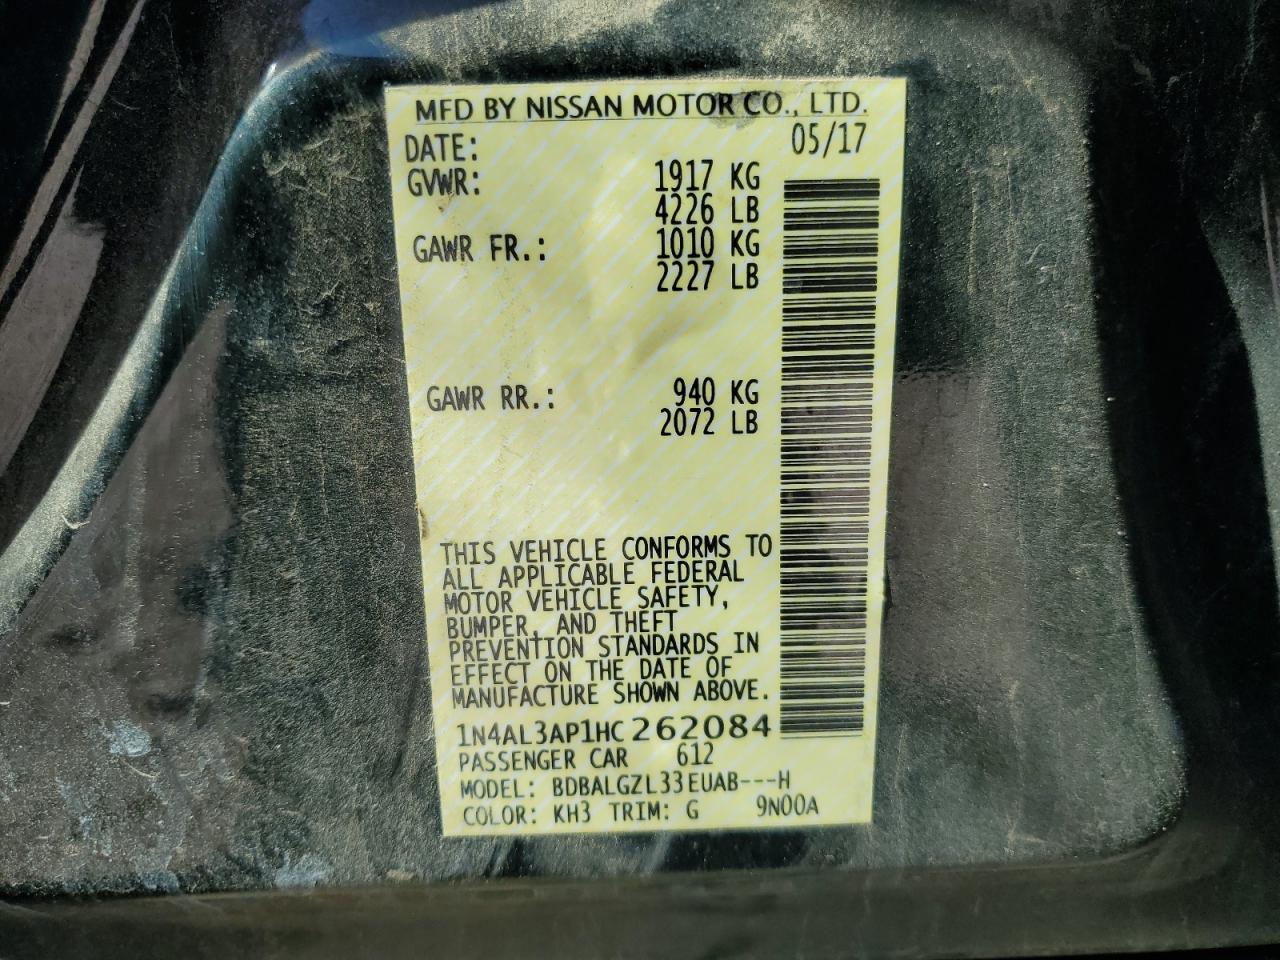 MFD BY NISSAN MOTOR CO., LTD.
DATE: 05/17
GVWR: 1917 KG
4226 LB
GAWR FR.: 1010 KG
2227 LB
GAWR RR.: 940 KG
2072 LB
THIS VEHICLE CONFORMS TO
ALL APPLICABLE FEDERAL
MOTOR VEHICLE SAFETY,
BUMPER, AND THEFT
PREVENTION STANDARDS IN
EFFECT ON THE DATE OF
MANUFACTURE SHOWN ABOVE.
1N4AL3AP1HC262084
PASSENGER CAR 612
MODEL: BDBALGZL33EUAB---H
COLOR: KH3 TRIM: G 9N00A